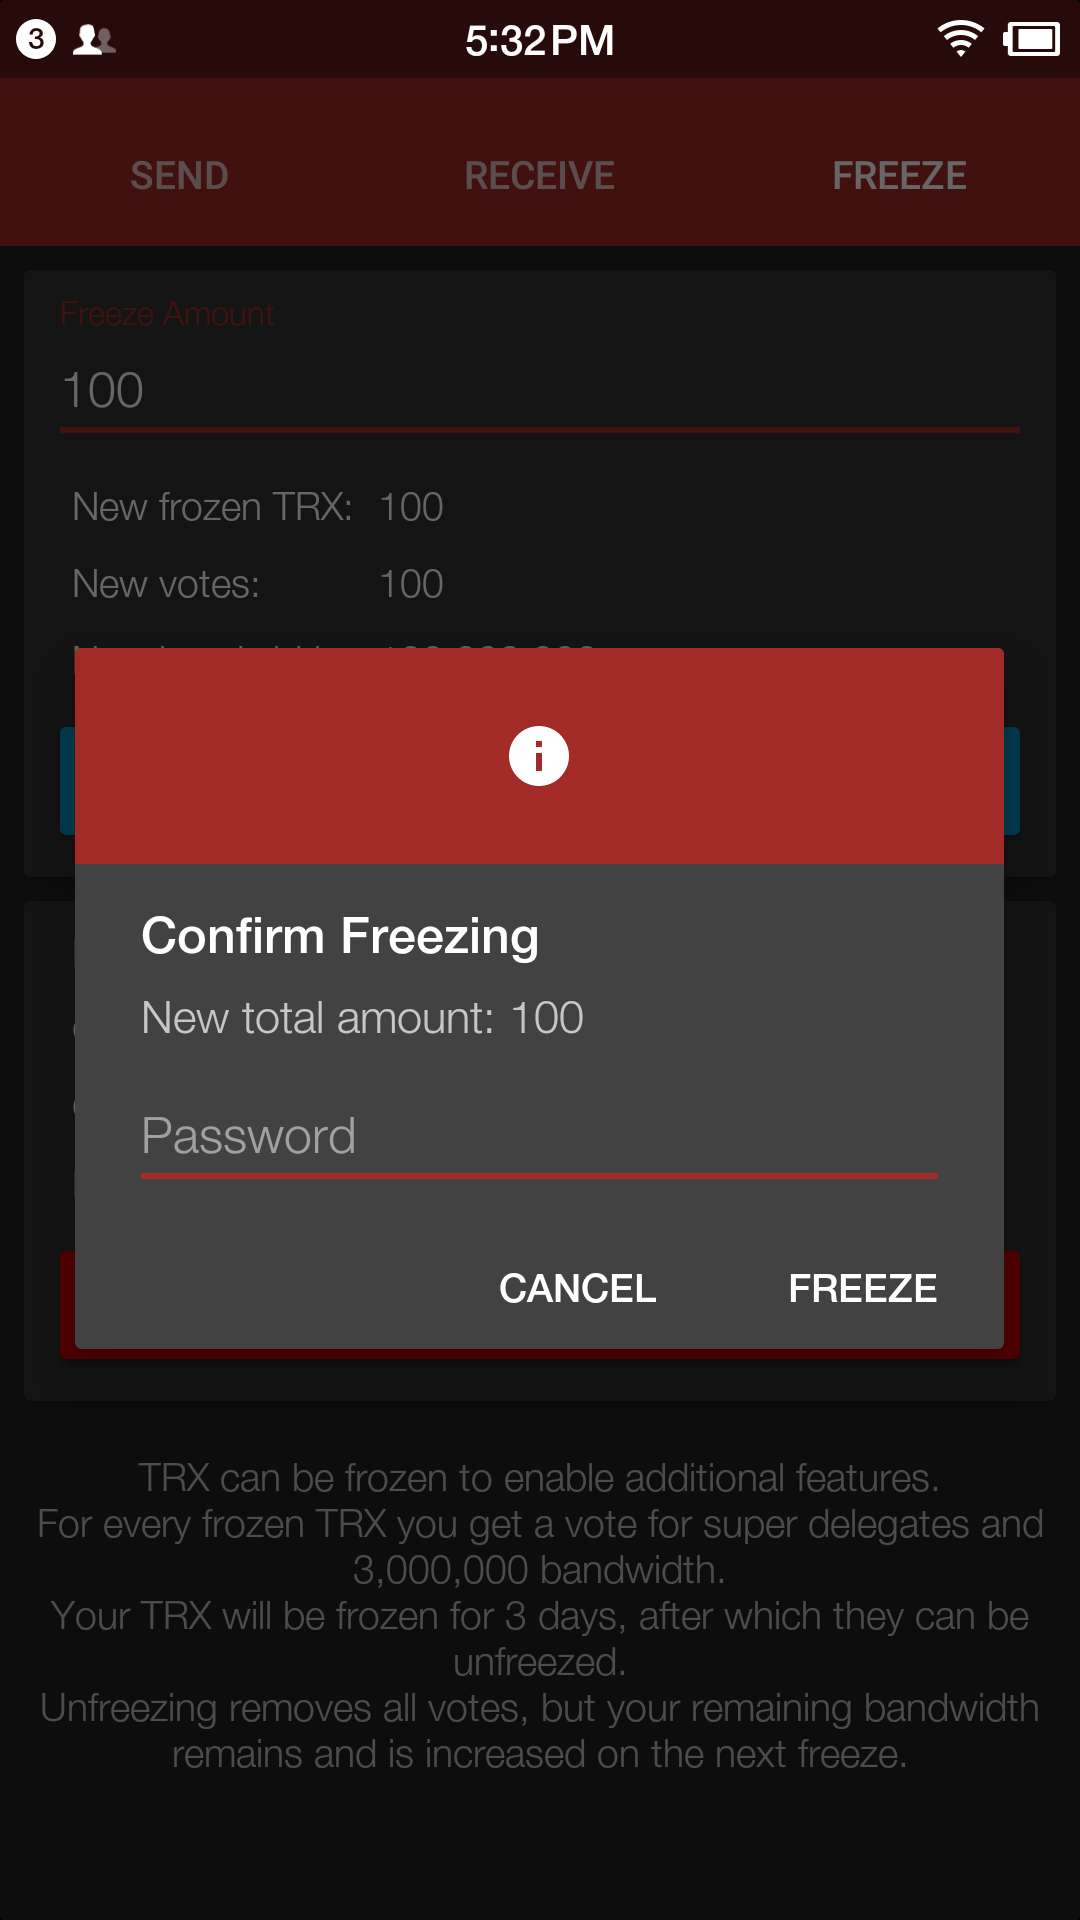 3
5:32 PM
SEND RECEIVE FREEZE
Freeze Amount
100
New frozen TRX: 100
New votes: 100
Confirm Freezing
New total amount: 100
Password
CANCEL FREEZE
TRX can be frozen to enable additional features.
For every frozen TRX you get a vote for super delegates and
3,000,000 bandwidth.
Your TRX will be frozen for 3 days, after which they can be
unfreezed.
Unfreezing removes all votes, but your remaining bandwidth
remains and is increased on the next freeze.